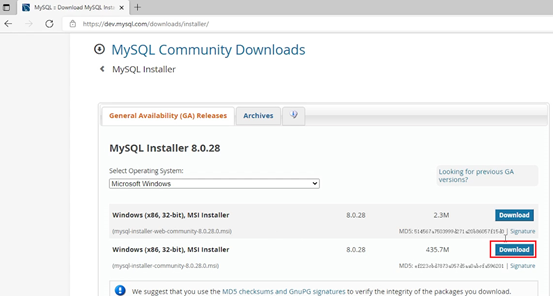 MySQL :: Download MySQL Insta
https://dev.mysql.com/downloads/installer/
MySQL Community Downloads
MySQL Installer
General Availability (GA) Releases
Archives
MySQL Installer 8.0.28
Select Operating System:
Microsoft Windows
Looking for previous GA
versions?
Windows (x86, 32-bit), MSI Installer 8.0.28 2.3M Download
(mysql-installer-web-community-8.0.28.0.msi) MD5: | Signature
Windows (x86, 32-bit), MSI Installer 8.0.28 435.7M Download
(mysql-installer-community-8.0.28.0.msi) MD5: | Signature
We suggest that you use the MD5 checksums and GnuPG signatures to verify the integrity of the packages you download.